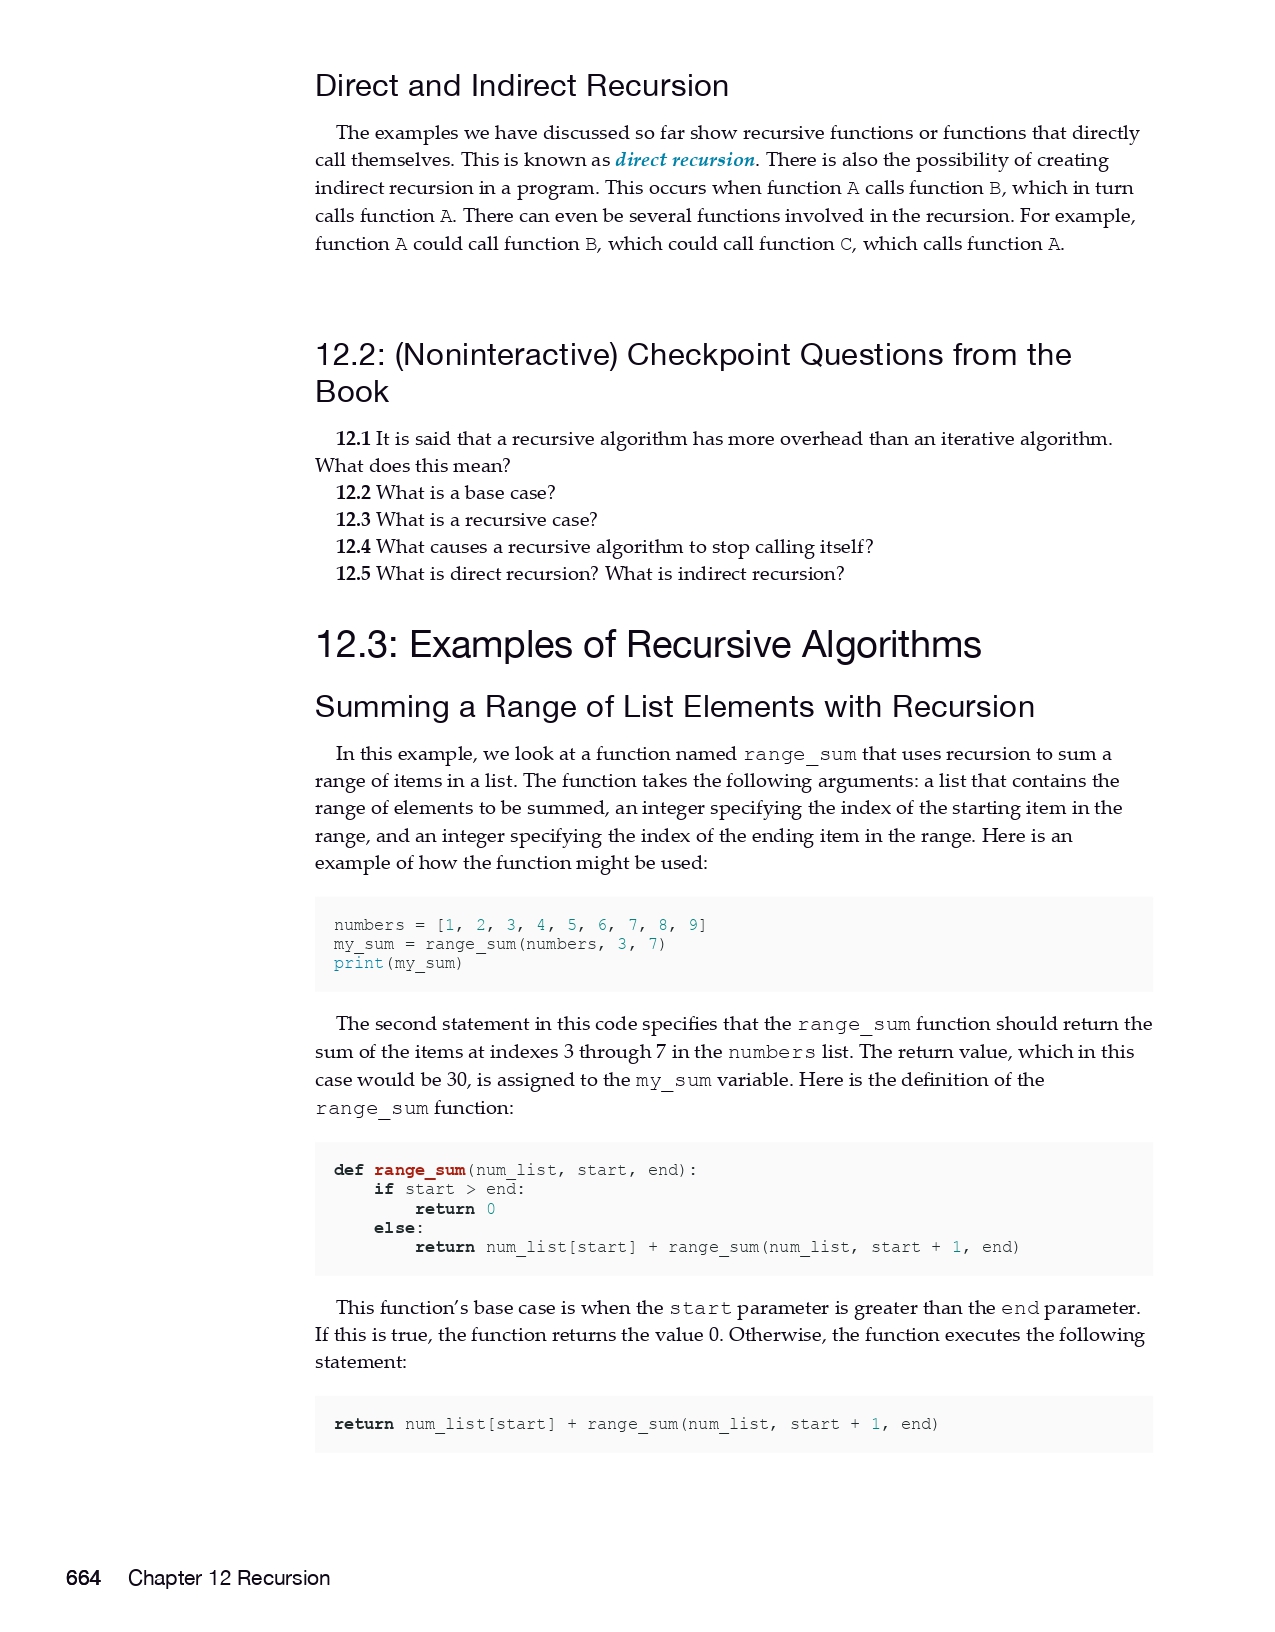 Direct and Indirect Recursion
The examples we have discussed so far show recursive functions or functions that directly
call themselves. This is known as direct recursion. There is also the possibility of creating
indirect recursion in a program. This occurs when function A calls function B, which in turn
calls function A. There can even be several functions involved in the recursion. For example,
function A could call function B, which could call function C, which calls function A.
12.2: (Noninteractive) Checkpoint Questions from the
Book
12.1 It is said that a recursive algorithm has more overhead than an iterative algorithm.
What does this mean?
12.2 What is a base case?
12.3 What is a recursive case?
12.4 What causes a recursive algorithm to stop calling itself?
12.5 What is direct recursion? What is indirect recursion?
12.3: Examples of Recursive Algorithms
Summing a Range of List Elements with Recursion
In this example, we look at a function named range_sum that uses recursion to sum a
range of items in a list. The function takes the following arguments: a list that contains the
range of elements to be summed, an integer specifying the index of the starting item in the
range, and an integer specifying the index of the ending item in the range. Here is an
example of how the function might be used:
numbers = [1, 2, 3, 4, 5, 6, 7, 8, 9]
my_sum = range_sum(numbers, 3, 7)
print(my_sum)
The second statement in this code specifies that the range_sum function should return the
sum of the items at indexes 3 through 7 in the numbers list. The return value, which in this
case would be 30, is assigned to the my_sum variable. Here is the definition of the
range_sum function:
def range_sum(num_list, start, end):
    if start > end:
        return 0
    else:
        return num_list[start] + range_sum(num_list, start + 1, end)
This function’s base case is when the start parameter is greater than the end parameter.
If this is true, the function returns the value 0. Otherwise, the function executes the following
statement:
return num_list[start] + range_sum(num_list, start + 1, end)
664 Chapter 12 Recursion